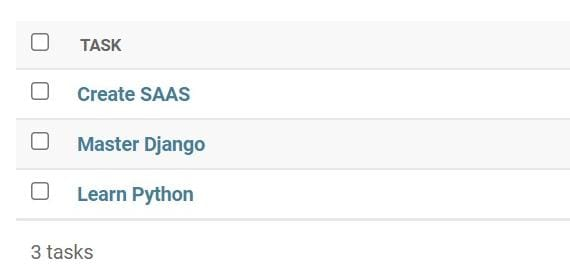 TASK
Create SAAS
Master Django
Learn Python
3 tasks